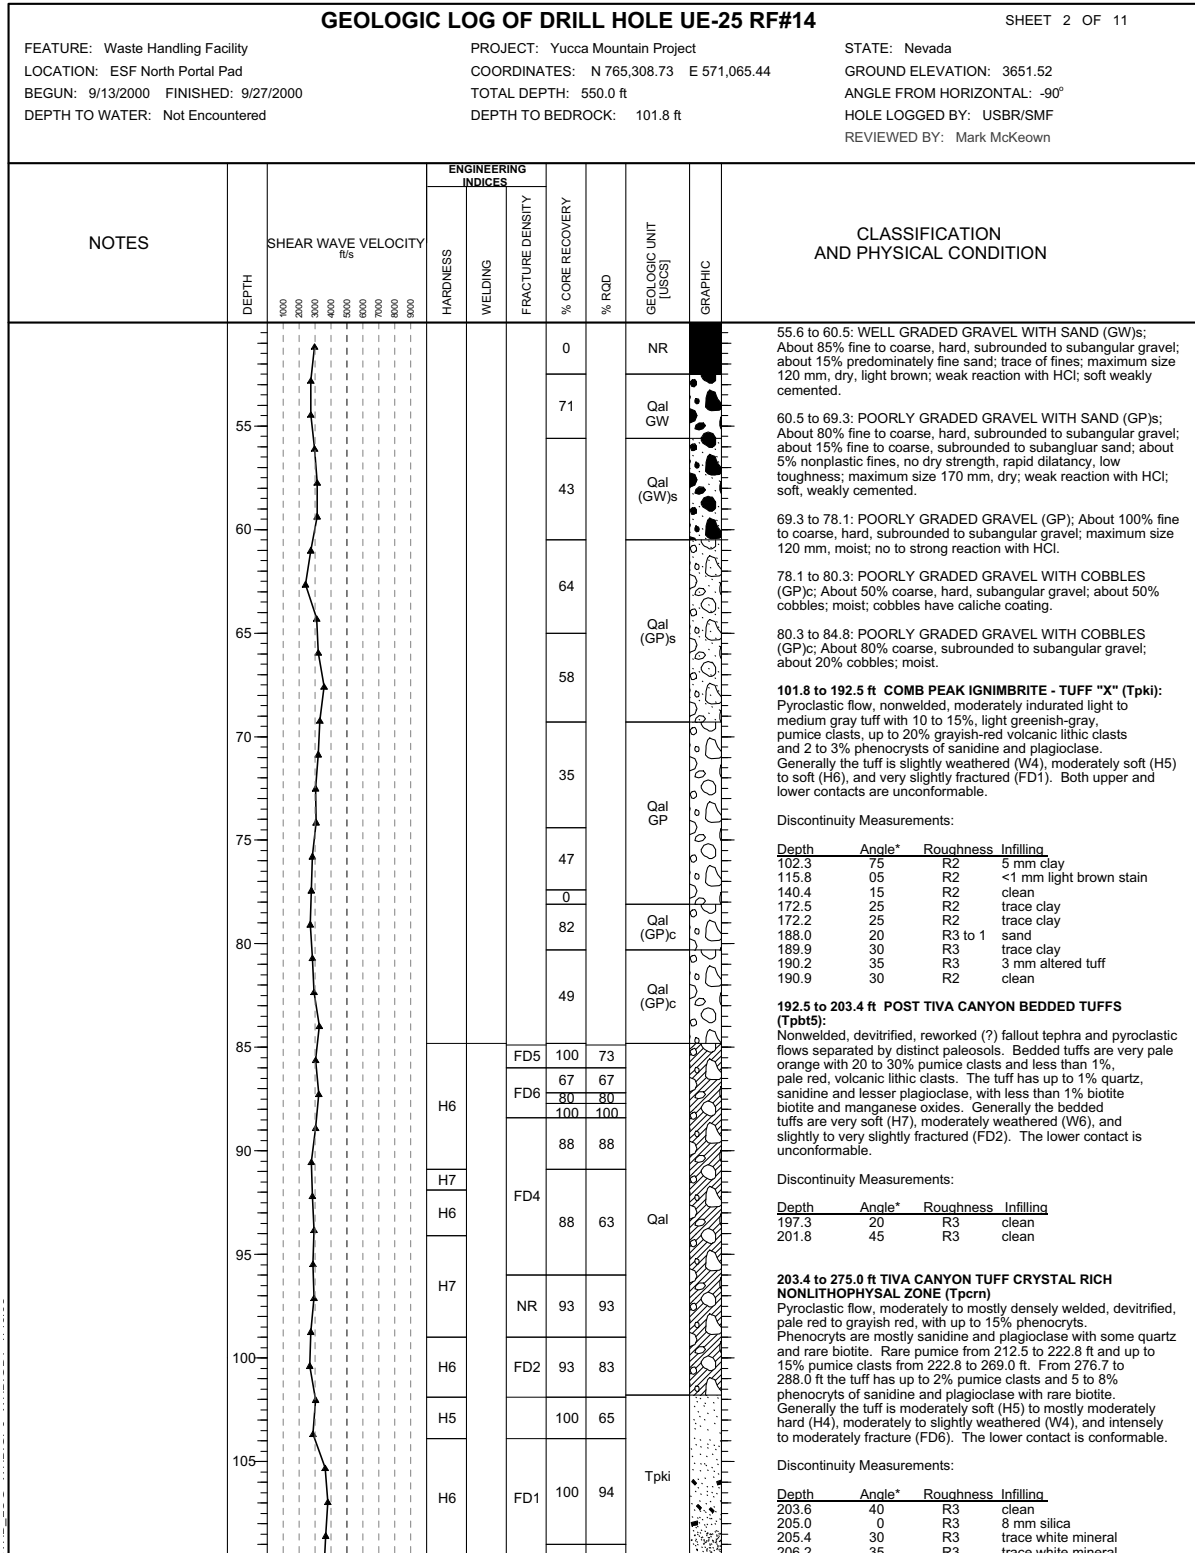 GEOLOGIC LOG OF DRILL HOLE UE-25 RF#14
SHEET 2 OF 11
FEATURE: Waste Handling Facility
PROJECT: Yucca Mountain Project
STATE: Nevada
LOCATION: ESF North Portal Pad
COORDINATES: N 765,308.73 E 571,065.44
GROUND ELEVATION: 3651.52
BEGUN: 9/13/2000 FINISHED: 9/27/2000
TOTAL DEPTH: 550.0 ft
ANGLE FROM HORIZONTAL: -90°
DEPTH TO WATER: Not Encountered
DEPTH TO BEDROCK: 101.8 ft
HOLE LOGGED BY: USBR/SMF
REVIEWED BY: Mark McKeown
NOTES
DEPTH
SHEAR WAVE VELOCITY
ft/s
1000 2000 3000 4000 5000 6000 7000 8000 9000
ENGINEERING
INDICES
HARDNESS
WELDING
FRACTURE DENSITY
% CORE RECOVERY
% RQD
GEOLOGIC UNIT
[USCS]
GRAPHIC
CLASSIFICATION
AND PHYSICAL CONDITION
55
60
65
70
75
80
85
90
95
100
105
H6
H7
H6
H7
H6
H5
H6
FD5
FD6
FD4
NR
FD2
FD1
0
71
43
64
58
35
47
0
82
49
100
67
80
100
88
88
93
93
100
100
73
67
80
100
88
63
93
83
65
94
NR
Qal
GW
Qal
(GW)s
Qal
(GP)s
Qal
GP
Qal
(GP)c
Qal
(GP)c
Qal
Tpki
55.6 to 60.5: WELL GRADED GRAVEL WITH SAND (GW)s;
About 85% fine to coarse, hard, subrounded to subangular gravel;
about 15% predominately fine sand; trace of fines; maximum size
120 mm, dry, light brown; weak reaction with HCl; soft weakly
cemented.
60.5 to 69.3: POORLY GRADED GRAVEL WITH SAND (GP)s;
About 80% fine to coarse, hard, subrounded to subangular gravel;
about 15% fine to coarse, subrounded to subangluar sand; about
5% nonplastic fines, no dry strength, rapid dilatancy, low
toughness; maximum size 170 mm, dry; weak reaction with HCl;
soft, weakly cemented.
69.3 to 78.1: POORLY GRADED GRAVEL (GP); About 100% fine
to coarse, hard, subrounded to subangular gravel; maximum size
120 mm, moist; no to strong reaction with HCl.
78.1 to 80.3: POORLY GRADED GRAVEL WITH COBBLES
(GP)c; About 50% coarse, hard, subangular gravel; about 50%
cobbles; moist; cobbles have caliche coating.
80.3 to 84.8: POORLY GRADED GRAVEL WITH COBBLES
(GP)c; About 80% coarse, subrounded to subangular gravel;
about 20% cobbles; moist.
101.8 to 192.5 ft COMB PEAK IGNIMBRITE - TUFF "X" (Tpki):
Pyroclastic flow, nonwelded, moderately indurated light to
medium gray tuff with 10 to 15%, light greenish-gray,
pumice clasts, up to 20% grayish-red volcanic lithic clasts
and 2 to 3% phenocrysts of sanidine and plagioclase.
Generally the tuff is slightly weathered (W4), moderately soft (H5)
to soft (H6), and very slightly fractured (FD1). Both upper and
lower contacts are unconformable.
Discontinuity Measurements:
Depth Angle* Roughness Infilling
102.3 75 R2 5 mm clay
115.8 05 R2 <1 mm light brown stain
140.4 15 R2 clean
172.5 25 R2 trace clay
172.2 25 R2 trace clay
188.0 20 R3 to 1 sand
189.9 30 R3 trace clay
190.2 35 R3 3 mm altered tuff
190.9 30 R2 clean
192.5 to 203.4 ft POST TIVA CANYON BEDDED TUFFS
(Tpbt5):
Nonwelded, devitrified, reworked (?) fallout tephra and pyroclastic
flows separated by distinct paleosols. Bedded tuffs are very pale
orange with 20 to 30% pumice clasts and less than 1%,
pale red, volcanic lithic clasts. The tuff has up to 1% quartz,
sanidine and lesser plagioclase, with less than 1% biotite
biotite and manganese oxides. Generally the bedded
tuffs are very soft (H7), moderately weathered (W6), and
slightly to very slightly fractured (FD2). The lower contact is
unconformable.
Discontinuity Measurements:
Depth Angle* Roughness Infilling
197.3 20 R3 clean
201.8 45 R3 clean
203.4 to 275.0 ft TIVA CANYON TUFF CRYSTAL RICH
NONLITHOPHYSAL ZONE (Tpcrn)
Pyroclastic flow, moderately to mostly densely welded, devitrified,
pale red to grayish red, with up to 15% phenocryts.
Phenocryts are mostly sanidine and plagioclase with some quartz
and rare biotite. Rare pumice from 212.5 to 222.8 ft and up to
15% pumice clasts from 222.8 to 269.0 ft. From 276.7 to
288.0 ft the tuff has up to 2% pumice clasts and 5 to 8%
phenocryts of sanidine and plagioclase with rare biotite.
Generally the tuff is moderately soft (H5) to mostly moderately
hard (H4), moderately to slightly weathered (W4), and intensely
to moderately fracture (FD6). The lower contact is conformable.
Discontinuity Measurements:
Depth Angle* Roughness Infilling
203.6 40 R3 clean
205.0 0 R3 8 mm silica
205.4 30 R3 trace white mineral
206.2 35 R3 trace white mineral